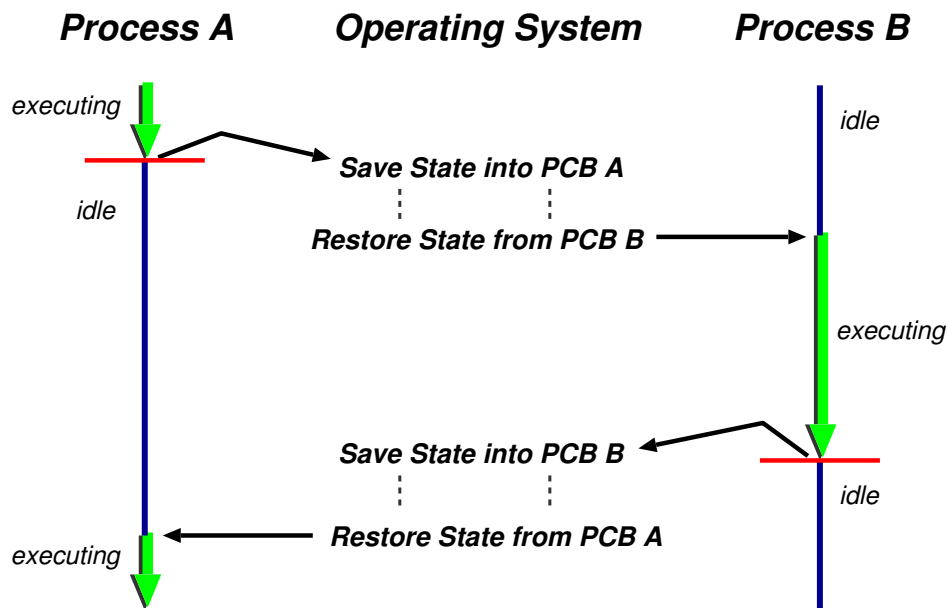 Process A
Operating System
Process B
executing
idle
Save State into PCB A
idle
Restore State from PCB B
executing
Save State into PCB B
idle
Restore State from PCB A
executing